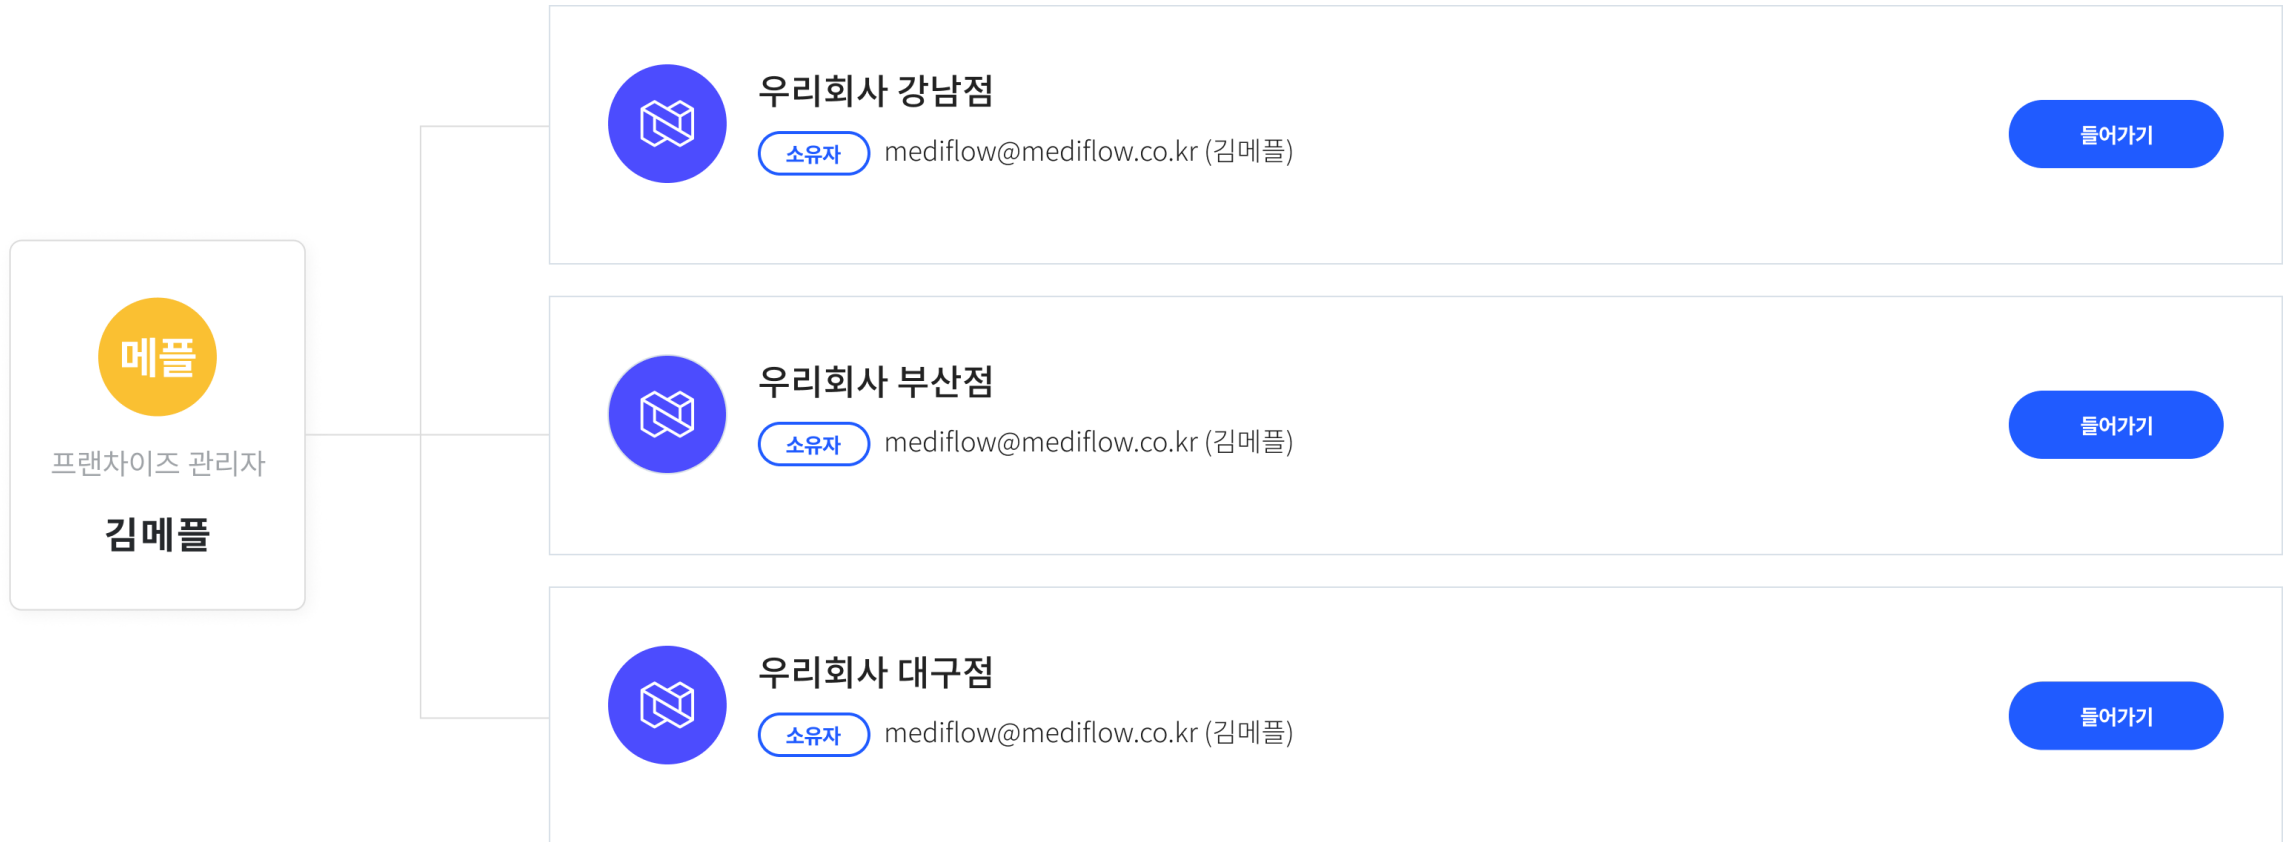 메플
프랜차이즈 관리자
김메플
우리회사 강남점
소유자 mediflow@mediflow.co.kr (김메플)
들어가기
우리회사 부산점
소유자 mediflow@mediflow.co.kr (김메플)
들어가기
우리회사 대구점
소유자 mediflow@mediflow.co.kr (김메플)
들어가기